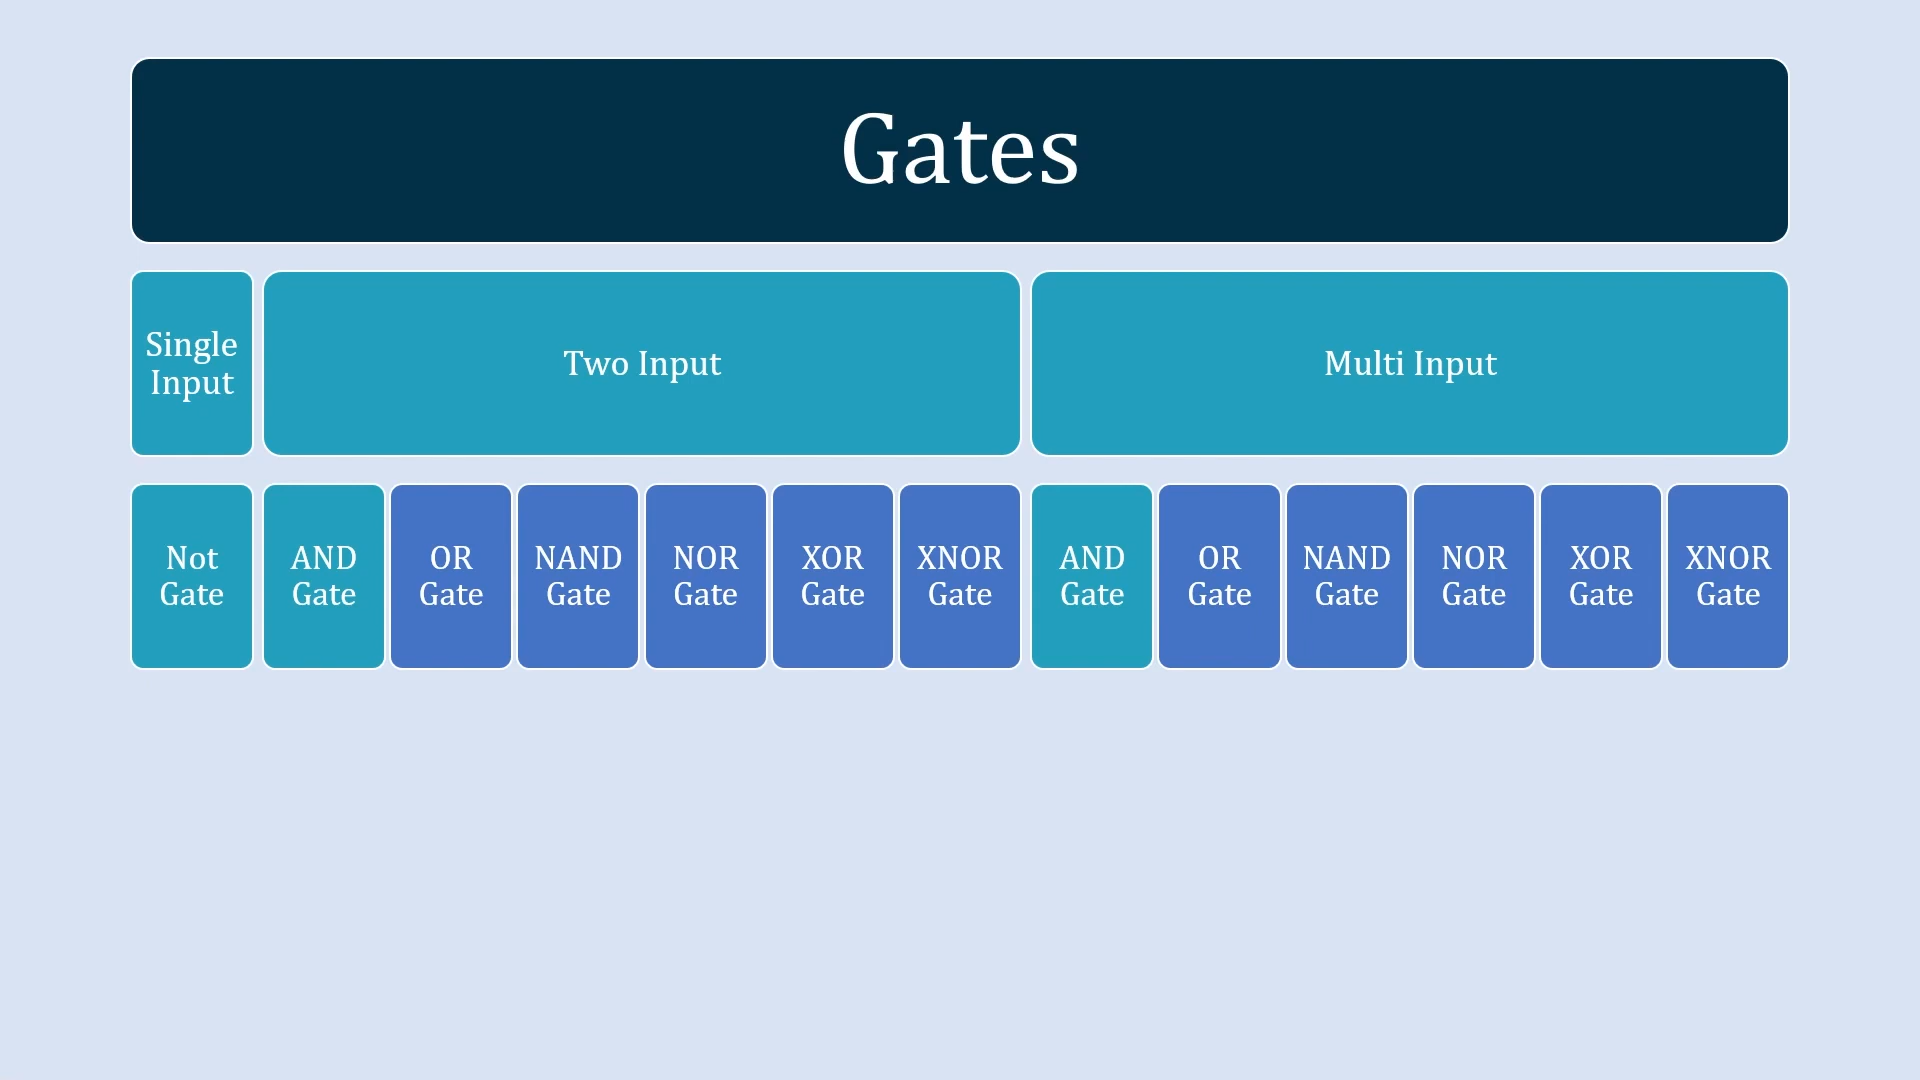 Gates
Single
Input
Two Input
Multi Input
Not
Gate
AND
Gate
OR
Gate
NAND
Gate
NOR
Gate
XOR
Gate
XNOR
Gate
AND
Gate
OR
Gate
NAND
Gate
NOR
Gate
XOR
Gate
XNOR
Gate